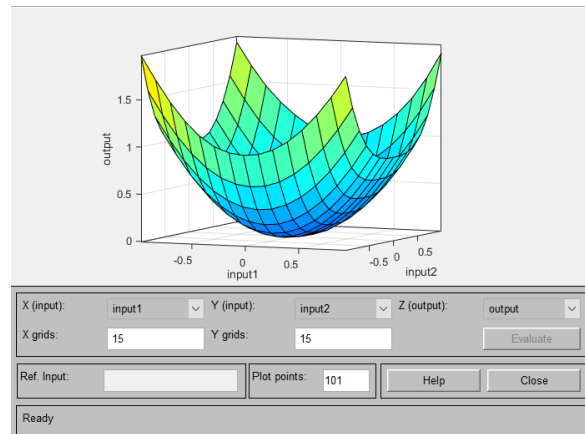 1.5
1
0.5
0
output
-0.5
0
0.5
input1
-0.5
0
0.5
input2
X (input): input1 Y (input): input2 Z (output): output
X grids: 15 Y grids: 15 Evaluate
Ref. Input: Plot points: 101 Help Close
Ready